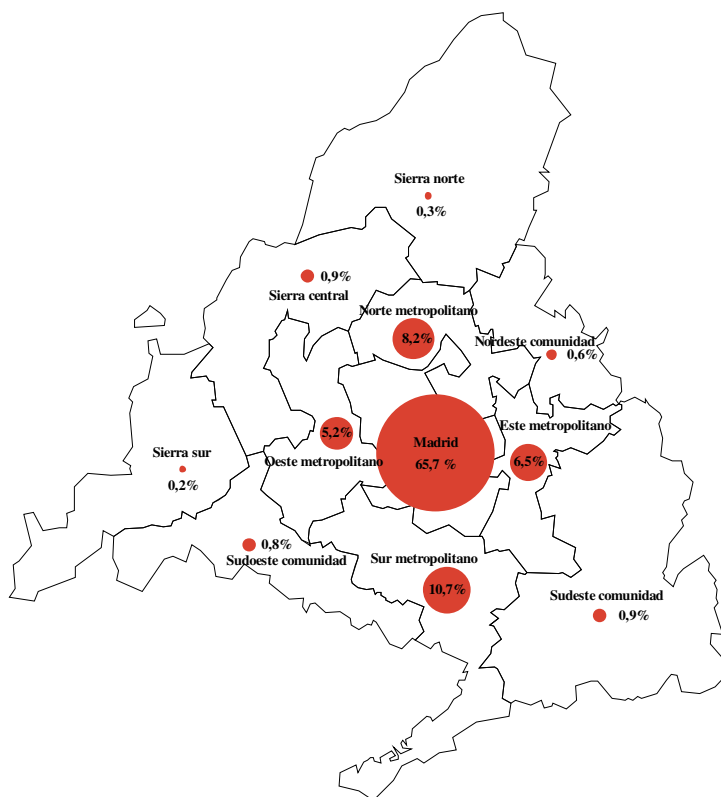 Sierra norte
0,3%
0,9%
Sierra central
Norte metropolitano
8,2%
Nordeste comunidad
0,6%
Este metropolitano
5,2%
Madrid
Sierra sur
Oeste metropolitano
65,7 %
6,5%
0,2%
0,8%
Sudoeste comunidad
Sur metropolitano
10,7%
Sudeste comunidad
0,9%